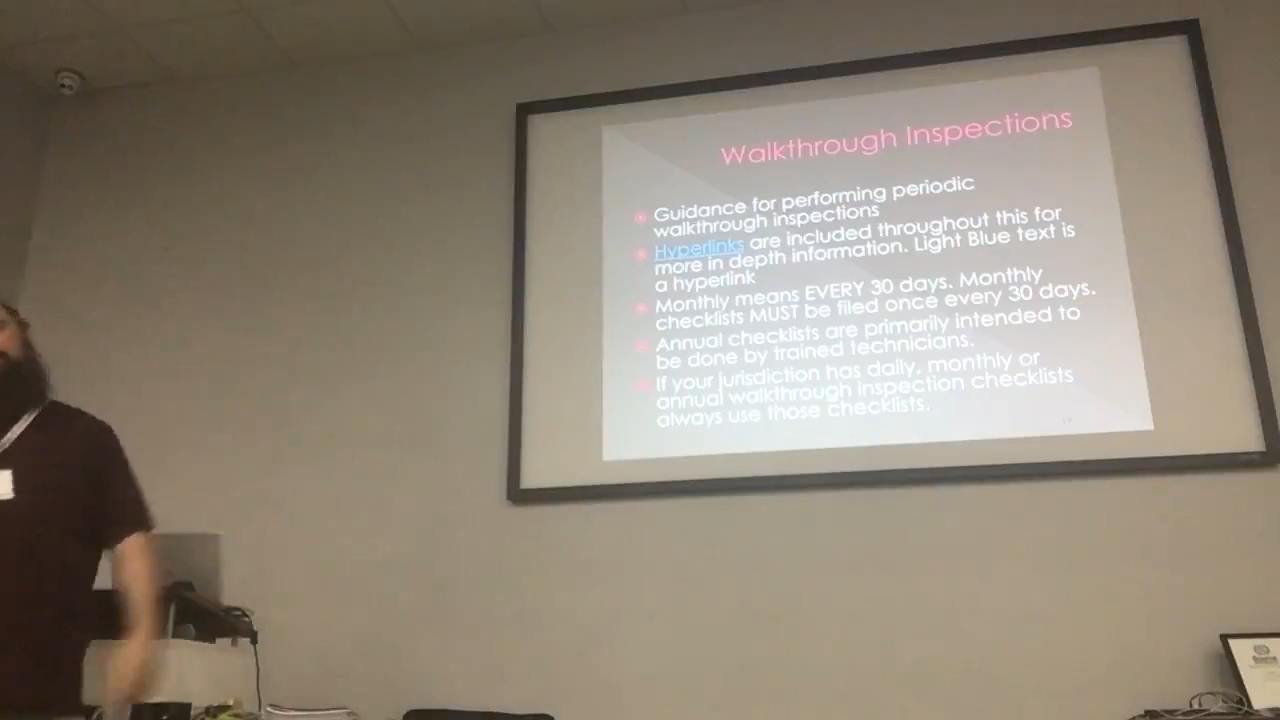 Walkthrough Inspections
Guidance for performing periodic
walkthrough inspections
Hyperlinks are included throughout this for
more in depth information. Light Blue text is
a hyperlink
Monthly means EVERY 30 days. Monthly
checklists MUST be filed once every 30 days.
Annual checklists are primarily intended to
be done by trained technicians.
If your jurisdiction has daily, monthly or
annual walkthrough inspection checklists
always use those checklists.